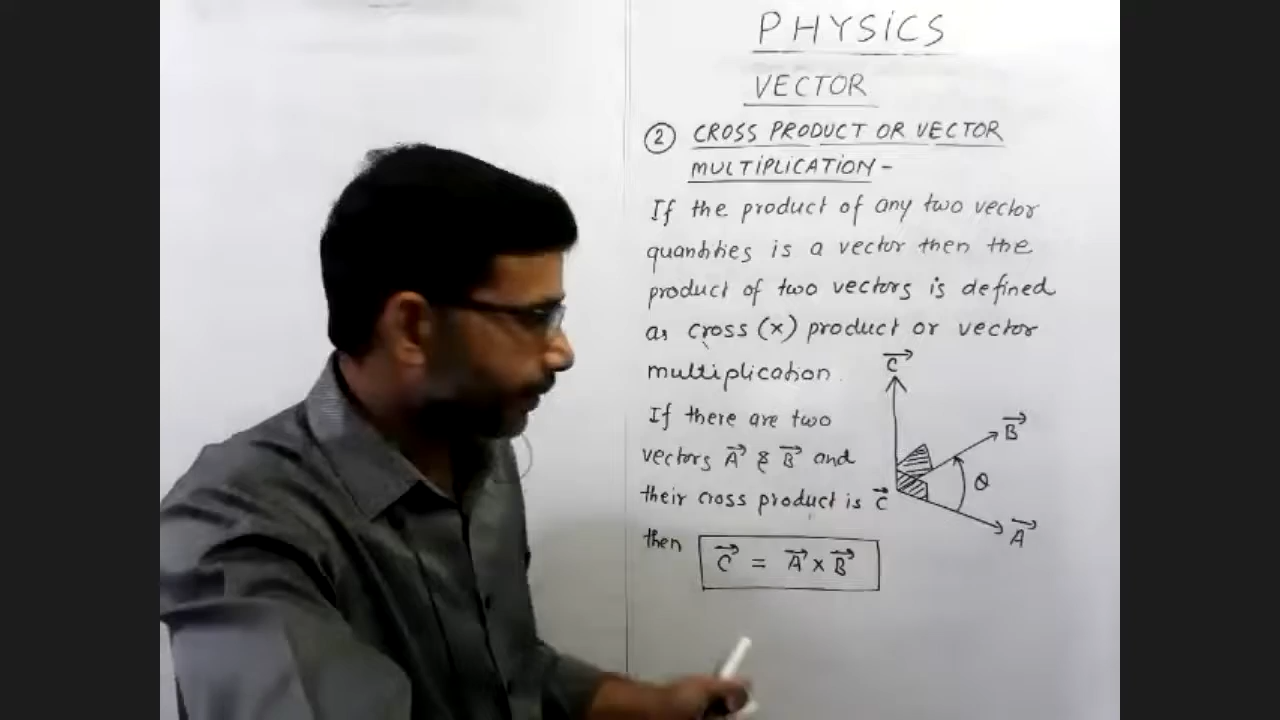 PHYSICS
VECTOR
② CROSS PRODUCT OR VECTOR
MULTIPLICATION -
If the product of any two vector
quantities is a vector then the
product of two vectors is defined
as cross (×) product or vector
multiplication.
If there are two
vectors A⃗ & B⃗ and
their cross product is C⃗
then C⃗ = A⃗ × B⃗
C⃗
B⃗
θ
A⃗